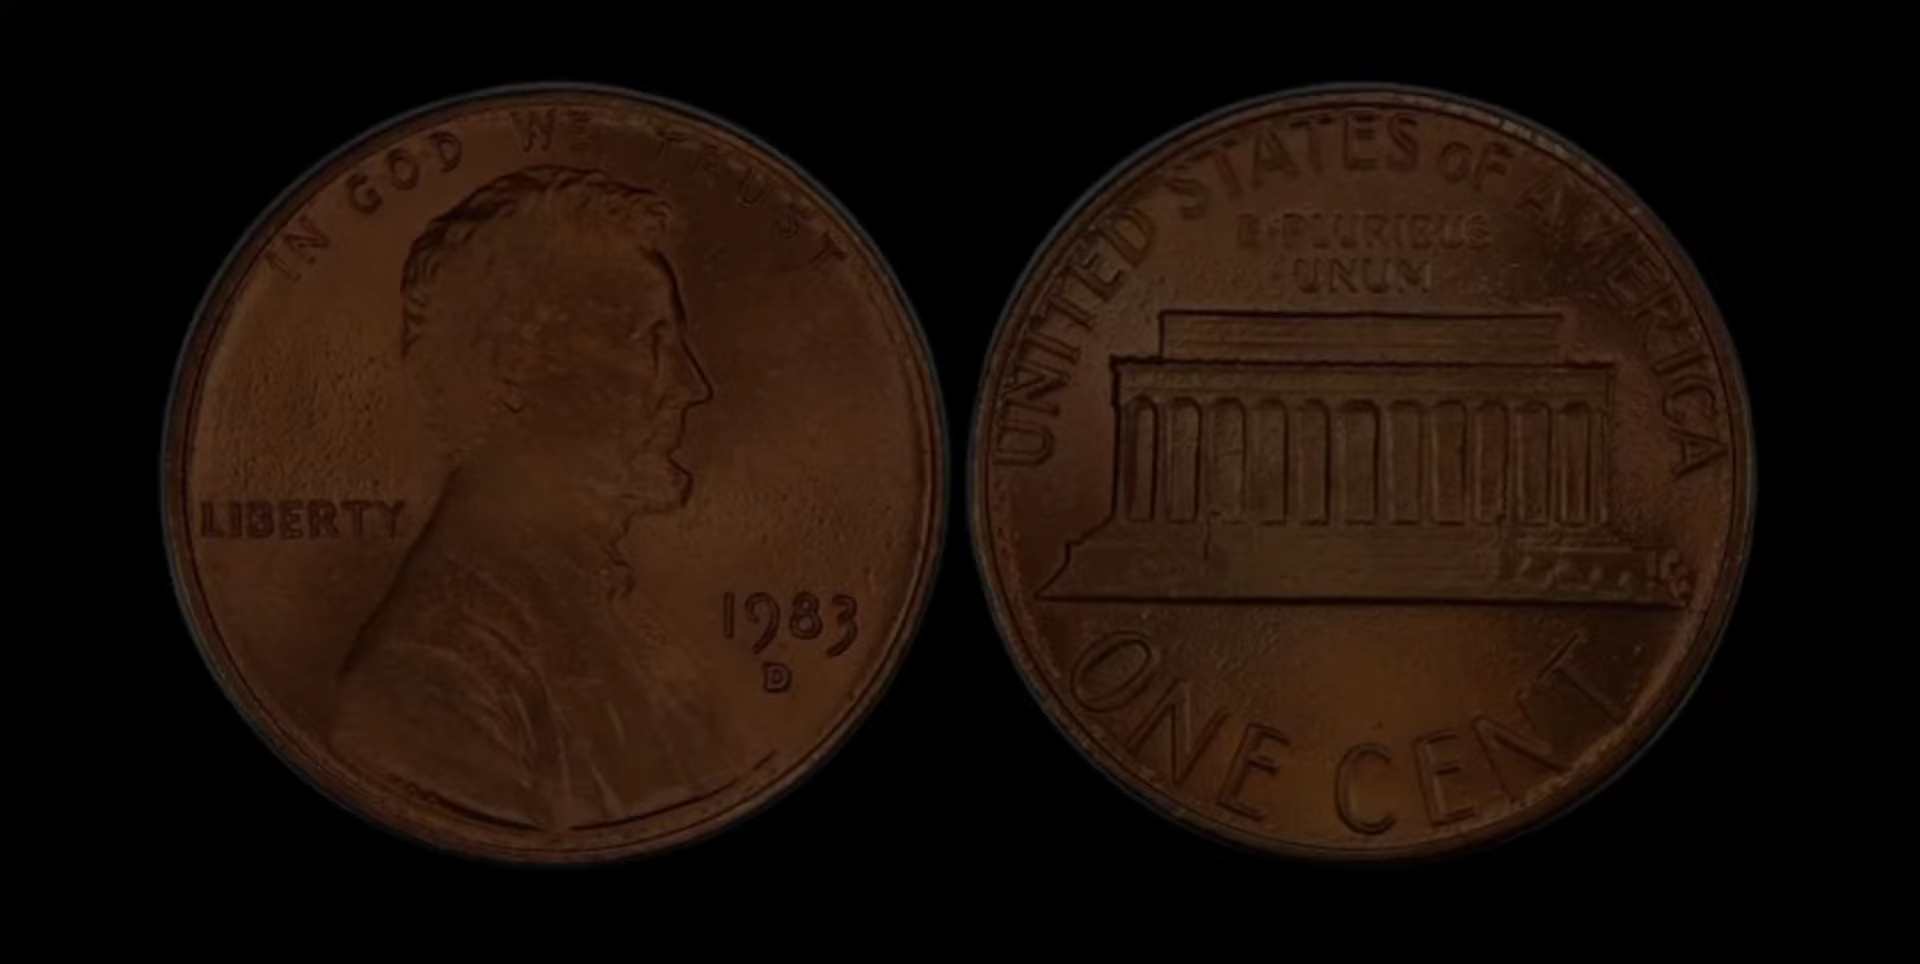 IN GOD WE TRUST
LIBERTY
1983
D
UNITED STATES OF AMERICA
E·PLURIBUS
UNUM
ONE CENT